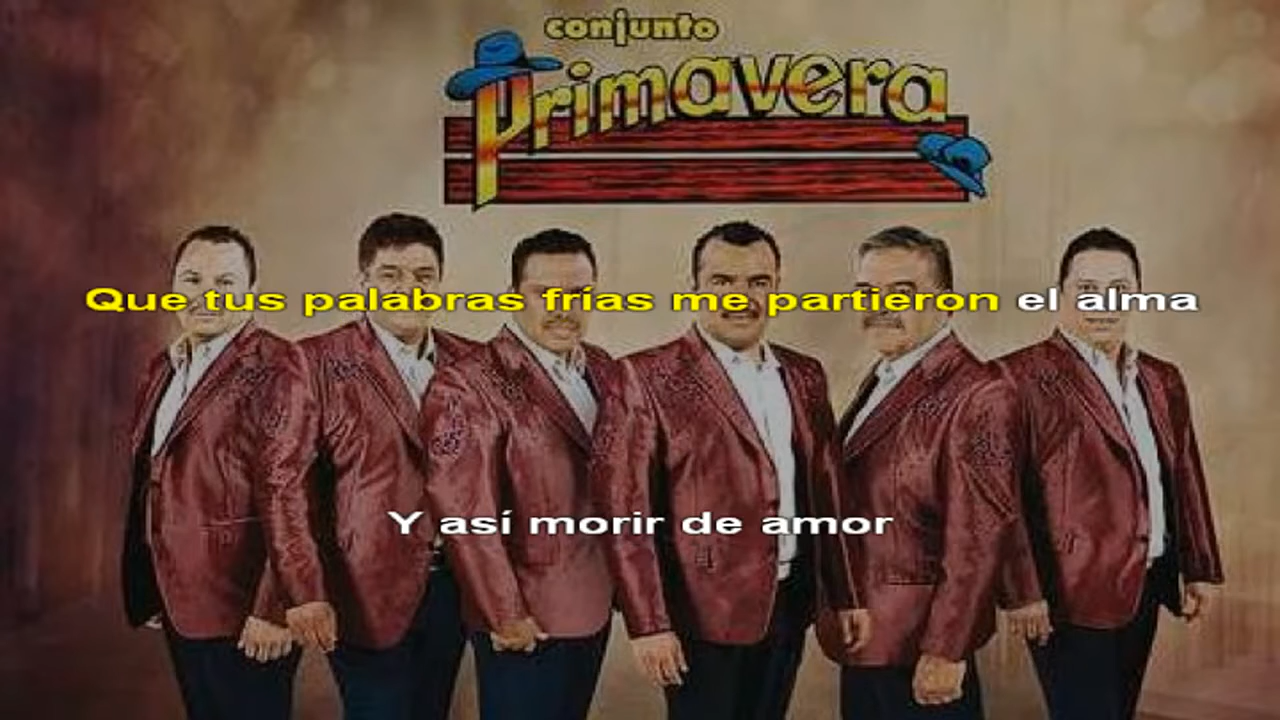 conjunto
Primavera
Que tus palabras frías me partieron el alma
Y así morir de amor